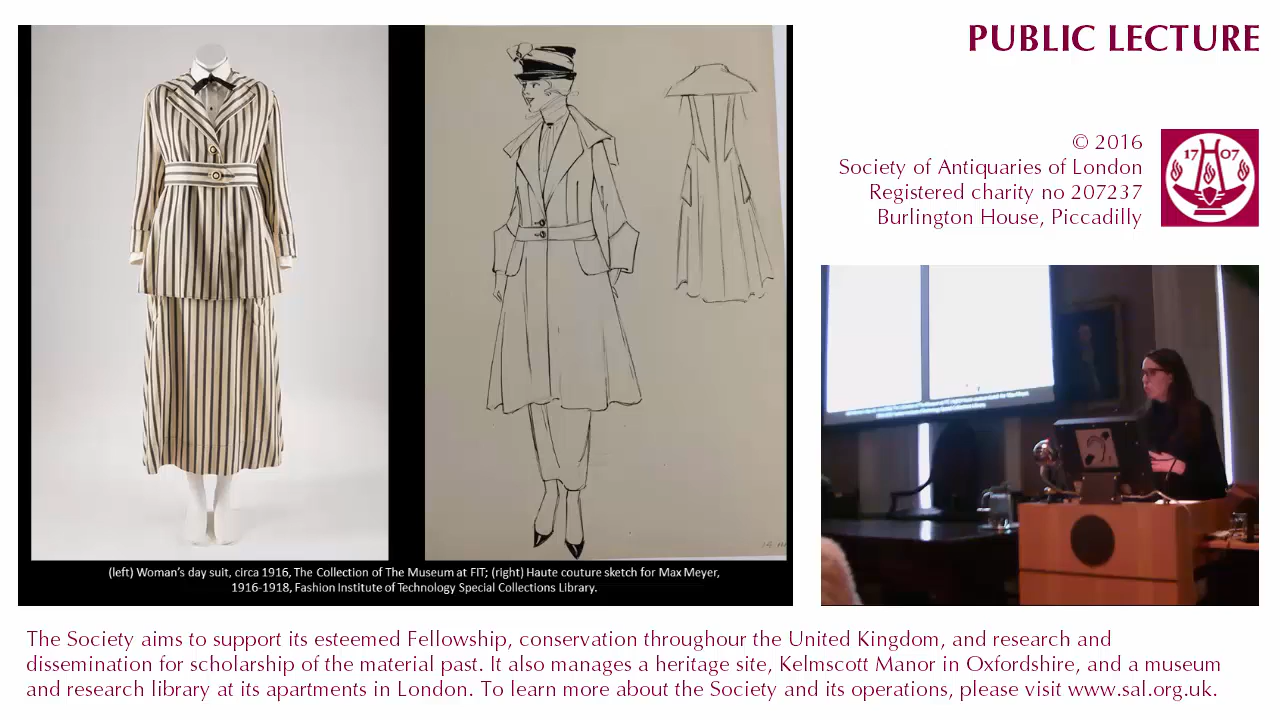 PUBLIC LECTURE
© 2016
Society of Antiquaries of London
Registered charity no 207237
Burlington House, Piccadilly
17 07
(left) Woman's day suit, circa 1916, The Collection of The Museum at FIT; (right) Haute couture sketch for Max Meyer,
1916-1918, Fashion Institute of Technology Special Collections Library.
The Society aims to support its esteemed Fellowship, conservation throughour the United Kingdom, and research and
dissemination for scholarship of the material past. It also manages a heritage site, Kelmscott Manor in Oxfordshire, and a museum
and research library at its apartments in London. To learn more about the Society and its operations, please visit www.sal.org.uk.